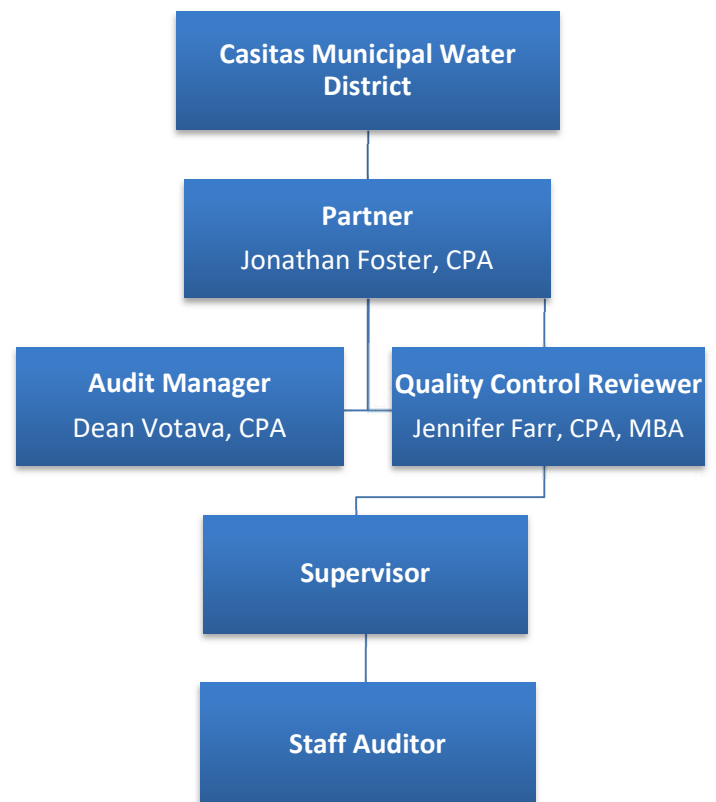 Casitas Municipal Water
District
Partner
Jonathan Foster, CPA
Audit Manager
Dean Votava, CPA
Quality Control Reviewer
Jennifer Farr, CPA, MBA
Supervisor
Staff Auditor